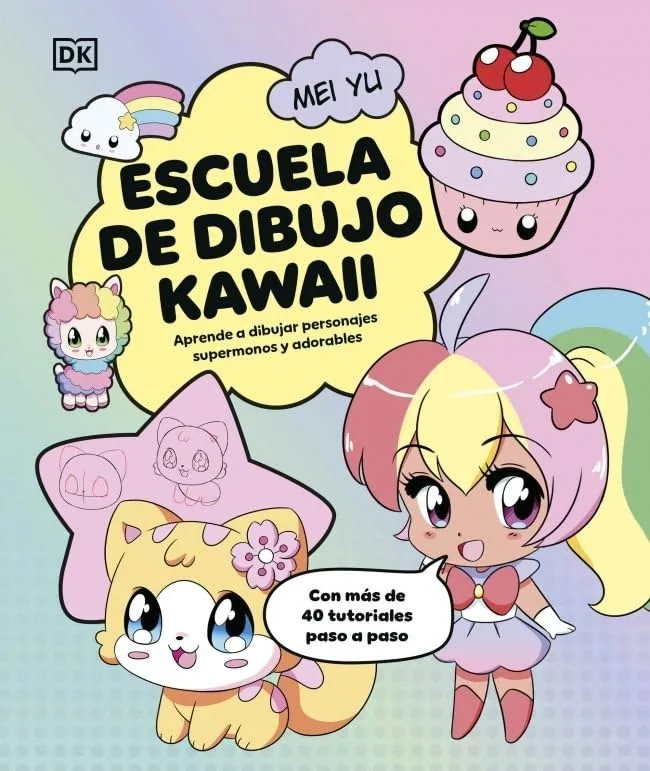 DK
MEI YU
ESCUELA
DE DIBUJO
KAWAII
Aprende a dibujar personajes
supermonos y adorables
Con más de
40 tutoriales
paso a paso